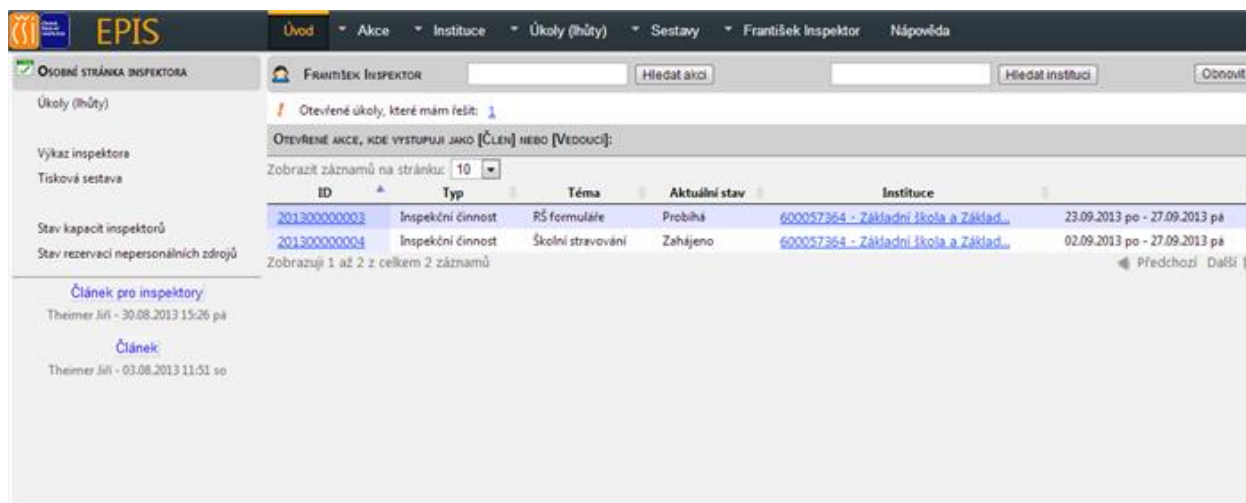 EPIS
Úvod Akce Instituce Úkoly (lhůty) Sestavy František Inspektor Nápověda
Osobní stránka inspektora
Úkoly (lhůty)
Výkaz inspektora
Tisková sestava
Stav kapacit inspektorů
Stav rezervací nepersonálních zdrojů
Článek pro inspektory
Theimer Jiří - 30.08.2013 15:26 pá
Článek
Theimer Jiří - 03.08.2013 11:51 so
František Inspektor Hledat akci Hledat instituci Obnovit
! Otevřené úkoly, které mám řešit: 1
Otevřené akce, kde vystupuji jako [Člen] nebo [Vedoucí]:
Zobrazit záznamů na stránku: 10
ID Typ Téma Aktuální stav Instituce
201300000003 Inspekční činnost RŠ formuláře Probíhá 600057364 - Základní škola a Základ... 23.09.2013 po - 27.09.2013 pá
201300000004 Inspekční činnost Školní stravování Zahájeno 600057364 - Základní škola a Základ... 02.09.2013 po - 27.09.2013 pá
Zobrazuji 1 až 2 z celkem 2 záznamů Předchozí Další